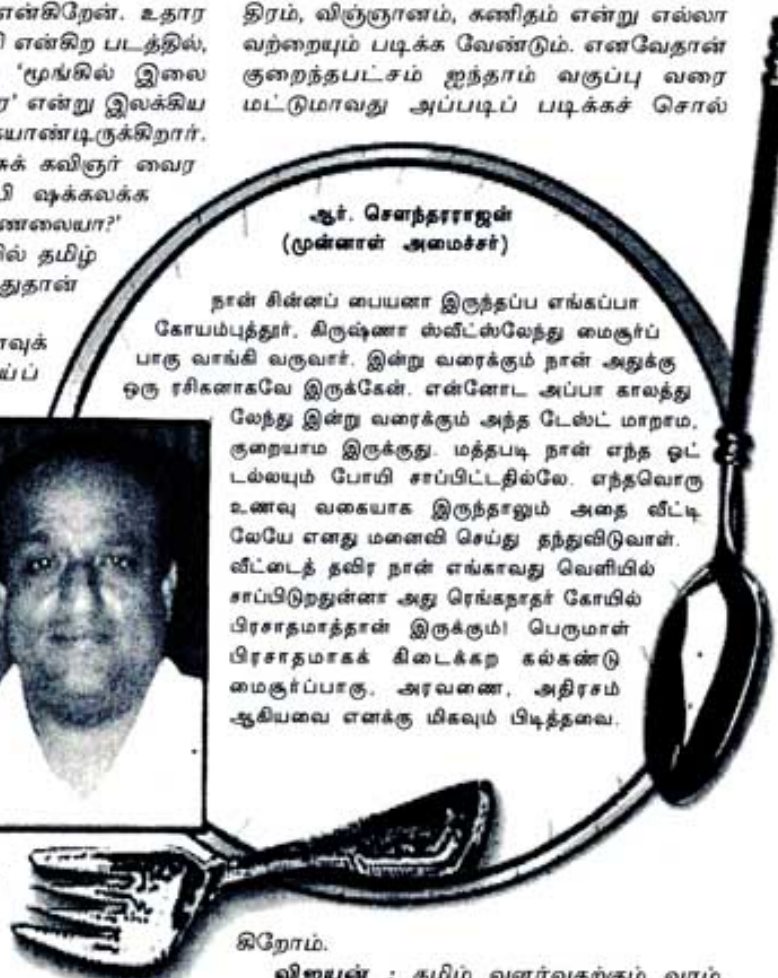 என்கிறேன். உதார
என்கிற படத்தில்,
‘மூங்கில் இலை
என்று இலக்கிய
யாண்டிருக்கிறார்.
கவிஞர் வைர
ஷக்கலக்க
ணலையா?'
தமிழ்
துதான்
திரம், விஞ்ஞானம், கணிதம் என்று எல்லா
வற்றையும் படிக்க வேண்டும். எனவேதான்
குறைந்தபட்சம் ஐந்தாம் வகுப்பு வரை
மட்டுமாவது அப்படிப் படிக்கச் சொல்
கிறோம்.
விஜயன் : தமிழ் வளர்வதற்கும் வாழ்
ஆர். சௌந்தரராஜன்
(முன்னாள் அமைச்சர்)
நான் சின்னப் பையனா இருந்தப்ப எங்கப்பா
கோயம்புத்தூர், கிருஷ்ணா ஸ்வீட்ஸ்லேந்து மைசூர்ப்
பாகு வாங்கி வருவார். இன்று வரைக்கும் நான் அதுக்கு
ஒரு ரசிகனாகவே இருக்கேன். என்னோட அப்பா காலத்து
லேந்து இன்று வரைக்கும் அந்த டேஸ்ட் மாறாம,
குறையாம இருக்குது. மத்தபடி நான் எந்த ஓட்
டல்லயும் போயி சாப்பிட்டதில்லே. எந்தவொரு
உணவு வகையாக இருந்தாலும் அதை வீட்டி
லேயே எனது மனைவி செய்து தந்துவிடுவாள்.
வீட்டைத் தவிர நான் எங்காவது வெளியில்
சாப்பிடுறதுன்னா அது ரெங்கநாதர் கோயில்
பிரசாதமாத்தான் இருக்கும்! பெருமாள்
பிரசாதமாகக் கிடைக்கற கல்கண்டு
மைசூர்ப்பாகு, அரவணை, அதிரசம்
ஆகியவை எனக்கு மிகவும் பிடித்தவை.